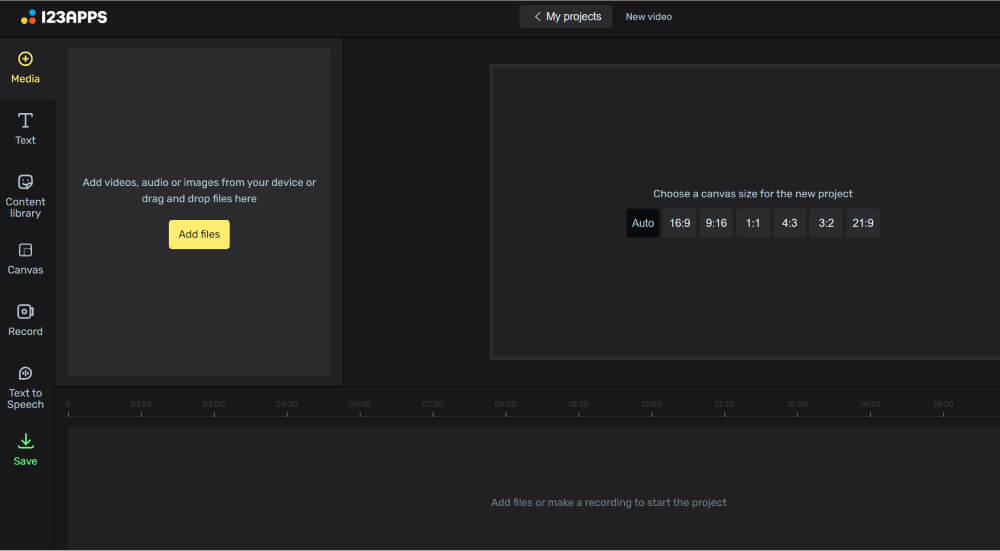 123APPS
My projects
New video
Media
Text
Content
library
Canvas
Record
Text to
Speech
Save
Add videos, audio or images from your device or
drag and drop files here
Add files
Choose a canvas size for the new project
Auto 16:9 9:16 1:1 4:3 3:2 21:9
0 01:30 03:00 04:30 06:00 07:30 09:00 10:30 12:00 13:30 15:00 16:30 18:00
Add files or make a recording to start the project